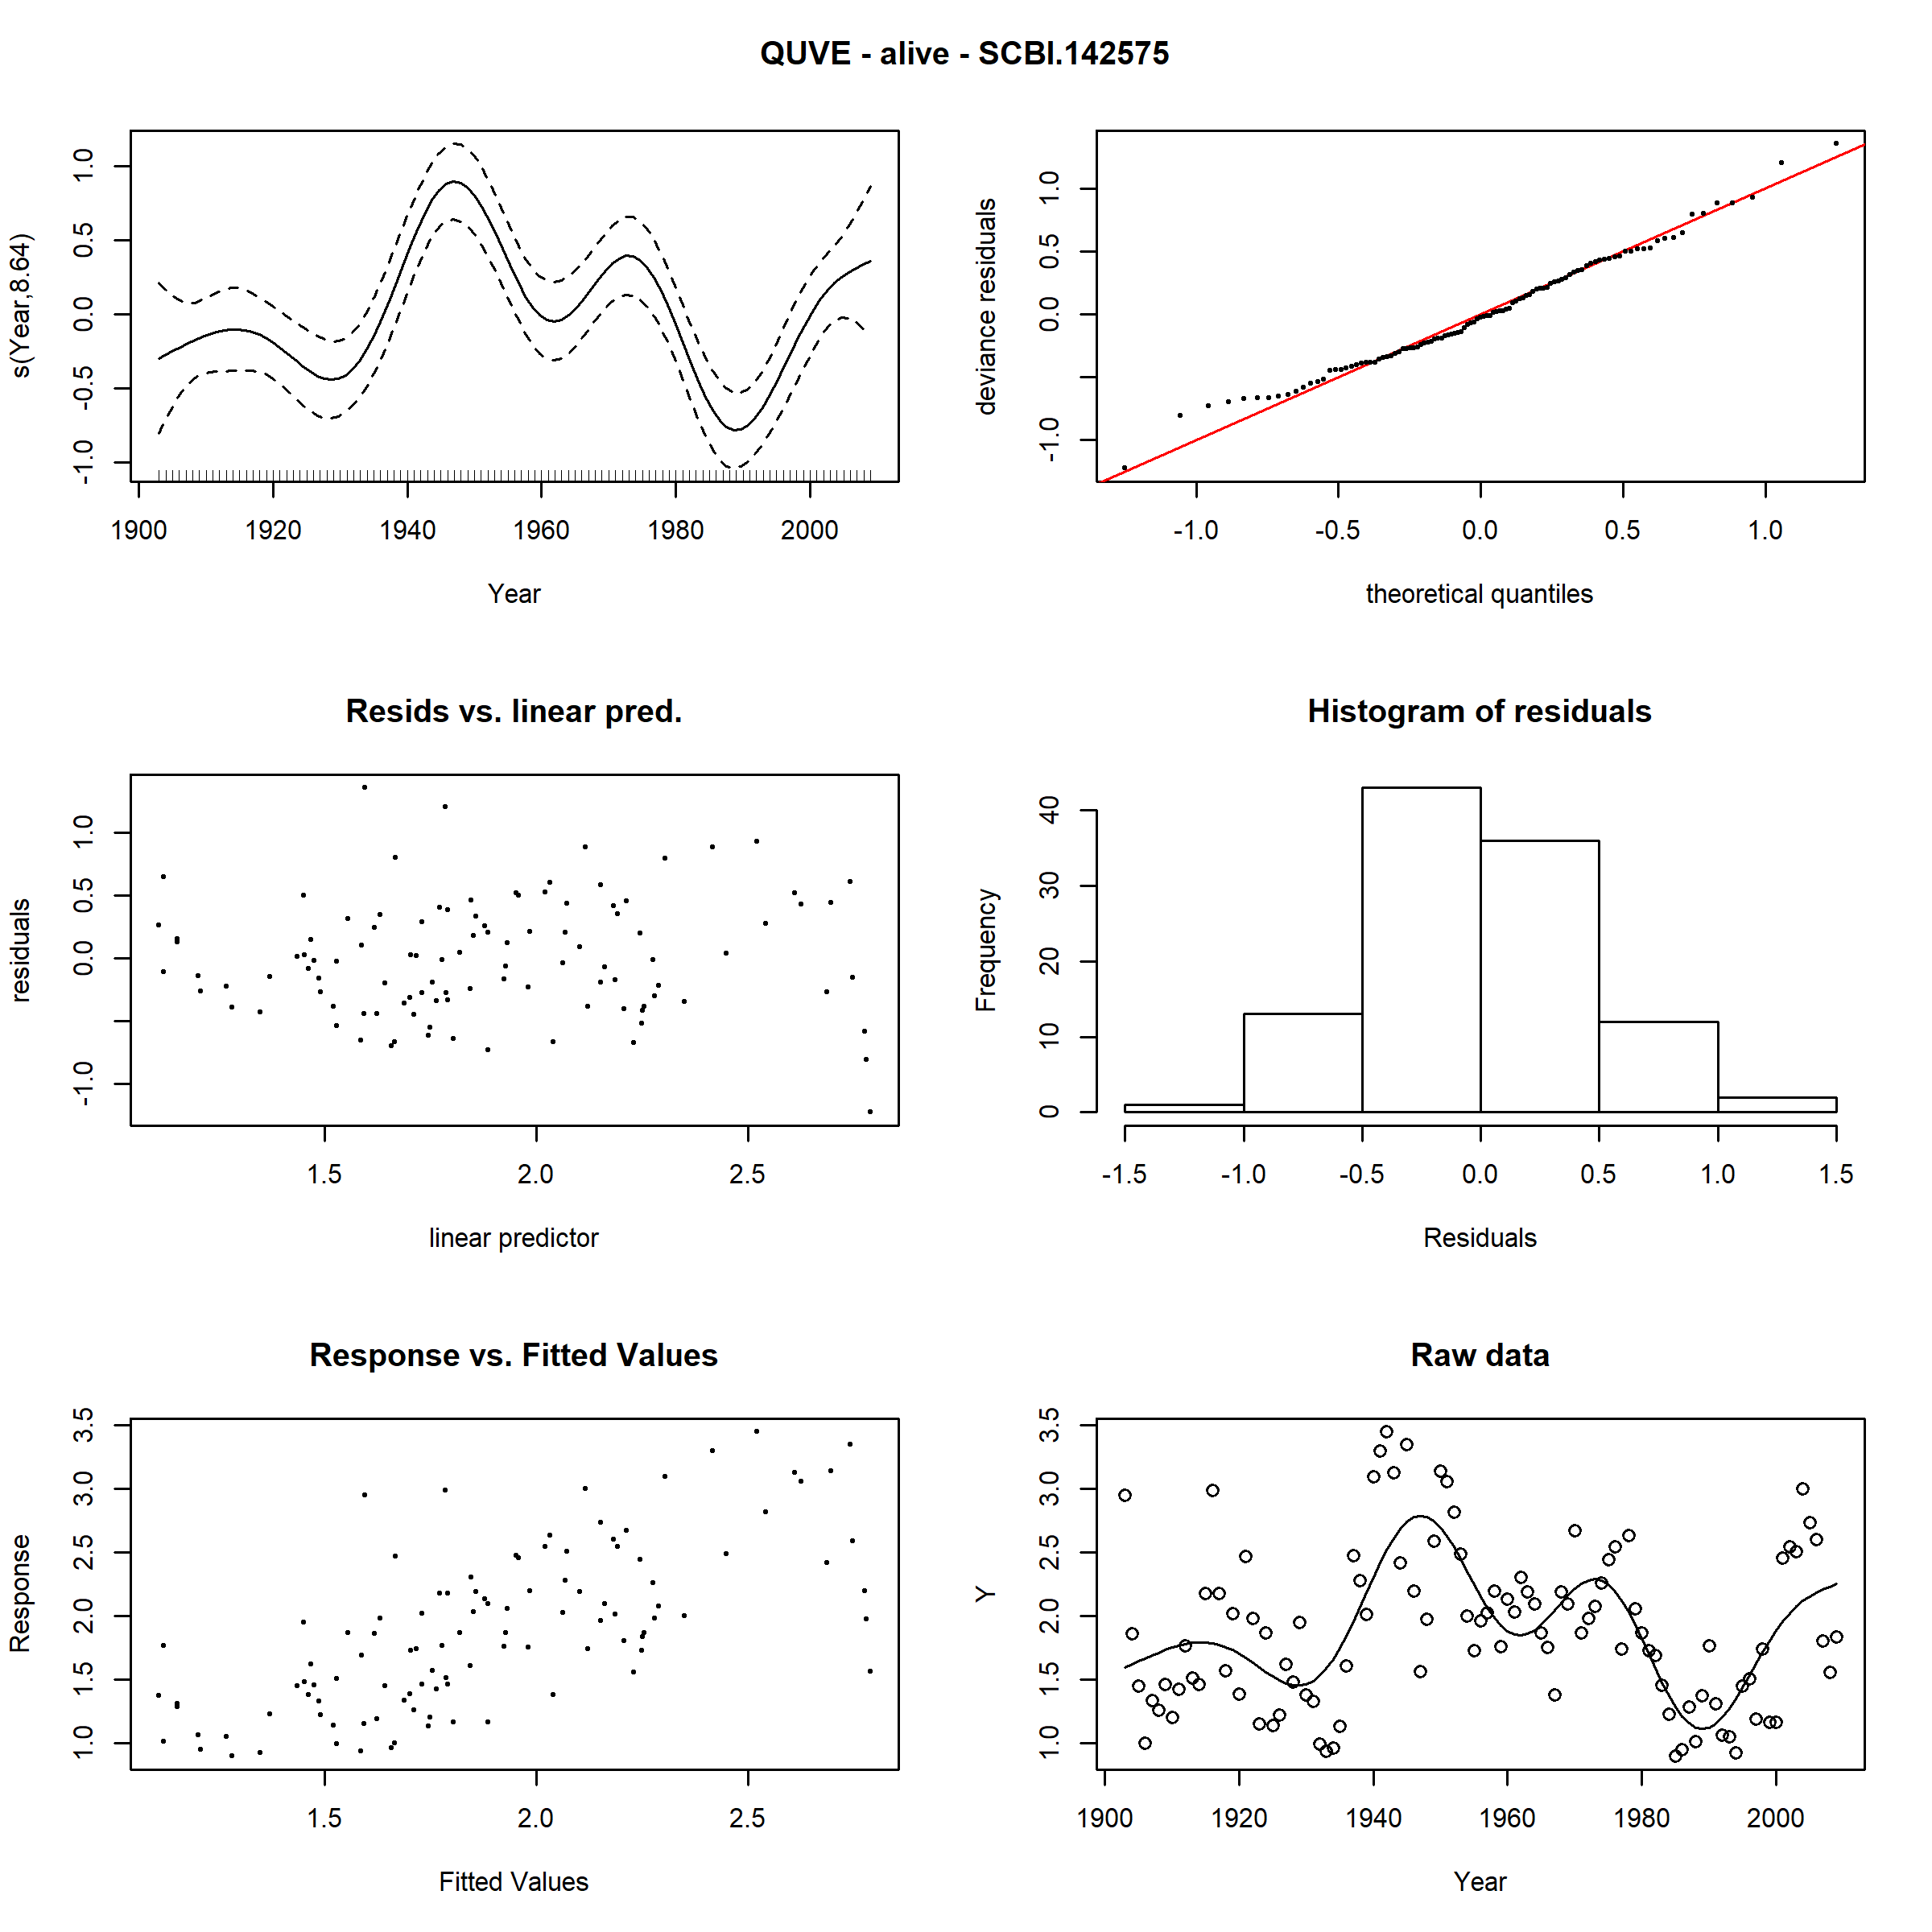 QUVE - alive - SCBI.142575
s(Year,8.64)
-1.0 -0.5 0.0 0.5 1.0
1900 1920 1940 1960 1980 2000
Year
deviance residuals
-1.0 0.0 0.5 1.0
-1.0 -0.5 0.0 0.5 1.0
theoretical quantiles
Resids vs. linear pred.
residuals
-1.0 0.0 0.5 1.0
1.5 2.0 2.5
linear predictor
Histogram of residuals
Frequency
0 10 20 30 40
-1.5 -1.0 -0.5 0.0 0.5 1.0 1.5
Residuals
Response vs. Fitted Values
Response
1.0 1.5 2.0 2.5 3.0 3.5
1.5 2.0 2.5
Fitted Values
Raw data
Y
1.0 1.5 2.0 2.5 3.0 3.5
1900 1920 1940 1960 1980 2000
Year